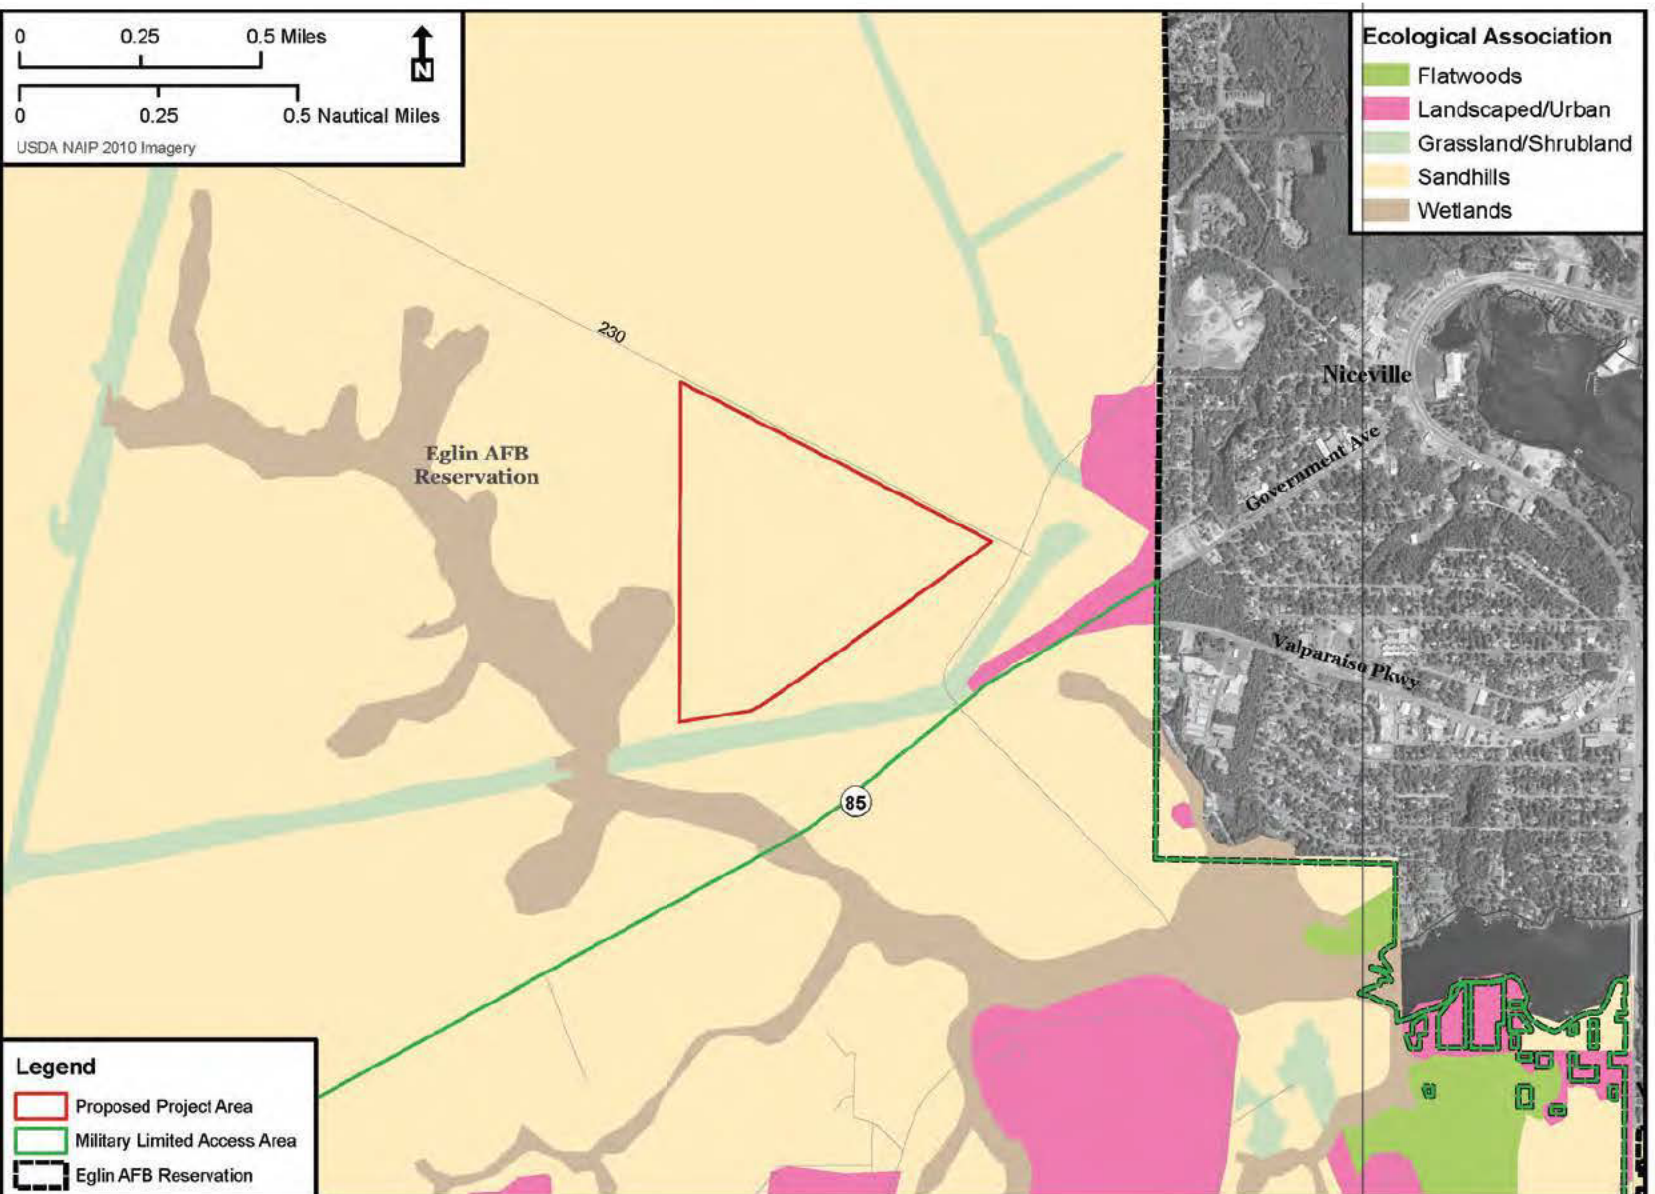 0 0.25 0.5 Miles
N
0 0.25 0.5 Nautical Miles
USDA NAIP 2010 Imagery
Ecological Association
Flatwoods
Landscaped/Urban
Grassland/Shrubland
Sandhills
Wetlands
230
Niceville
Government Ave
Eglin AFB
Reservation
Valparaiso Pkwy
85
Legend
Proposed Project Area
Military Limited Access Area
Eglin AFB Reservation